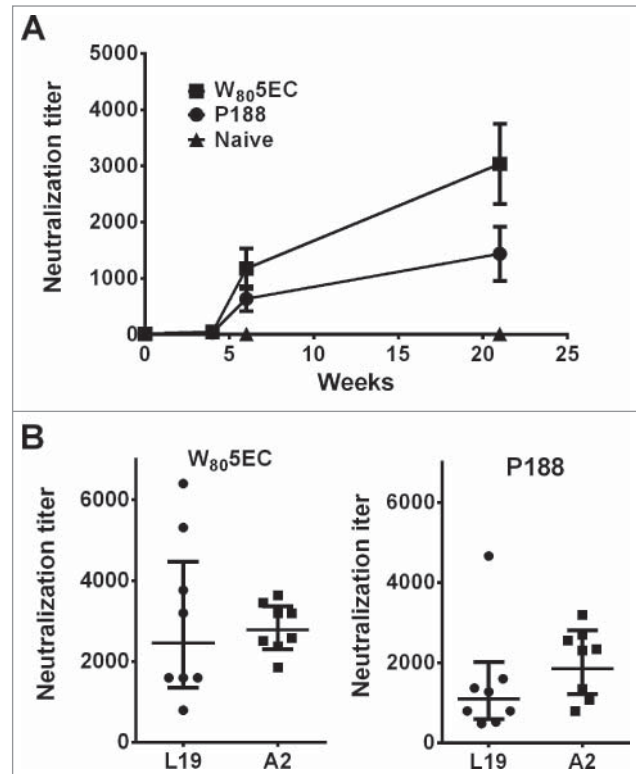 A
Neutralization titer
5000
4000
3000
2000
1000
0
W₈₀5EC
P188
Naive
0 5 10 15 20 25
Weeks
B
W₈₀5EC
Neutralization titer
6000
4000
2000
0
L19 A2
P188
Neutralization iter
6000
4000
2000
0
L19 A2